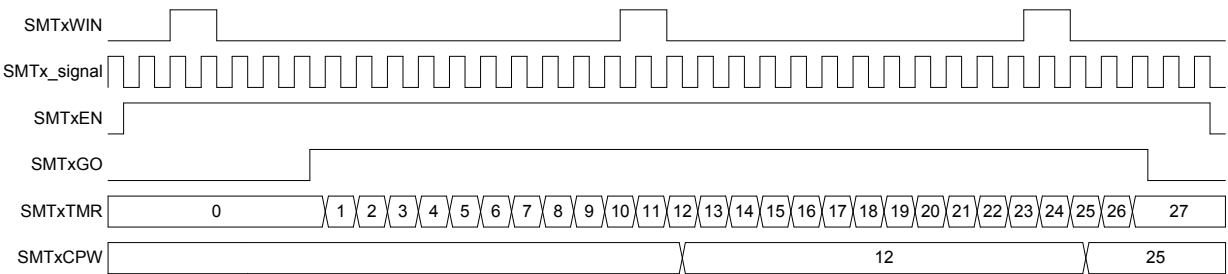 SMTxWIN
SMTx_signal
SMTxEN
SMTxGO
SMTxTMR 0 1 2 3 4 5 6 7 8 9 10 11 12 13 14 15 16 17 18 19 20 21 22 23 24 25 26 27
SMTxCPW 12 25